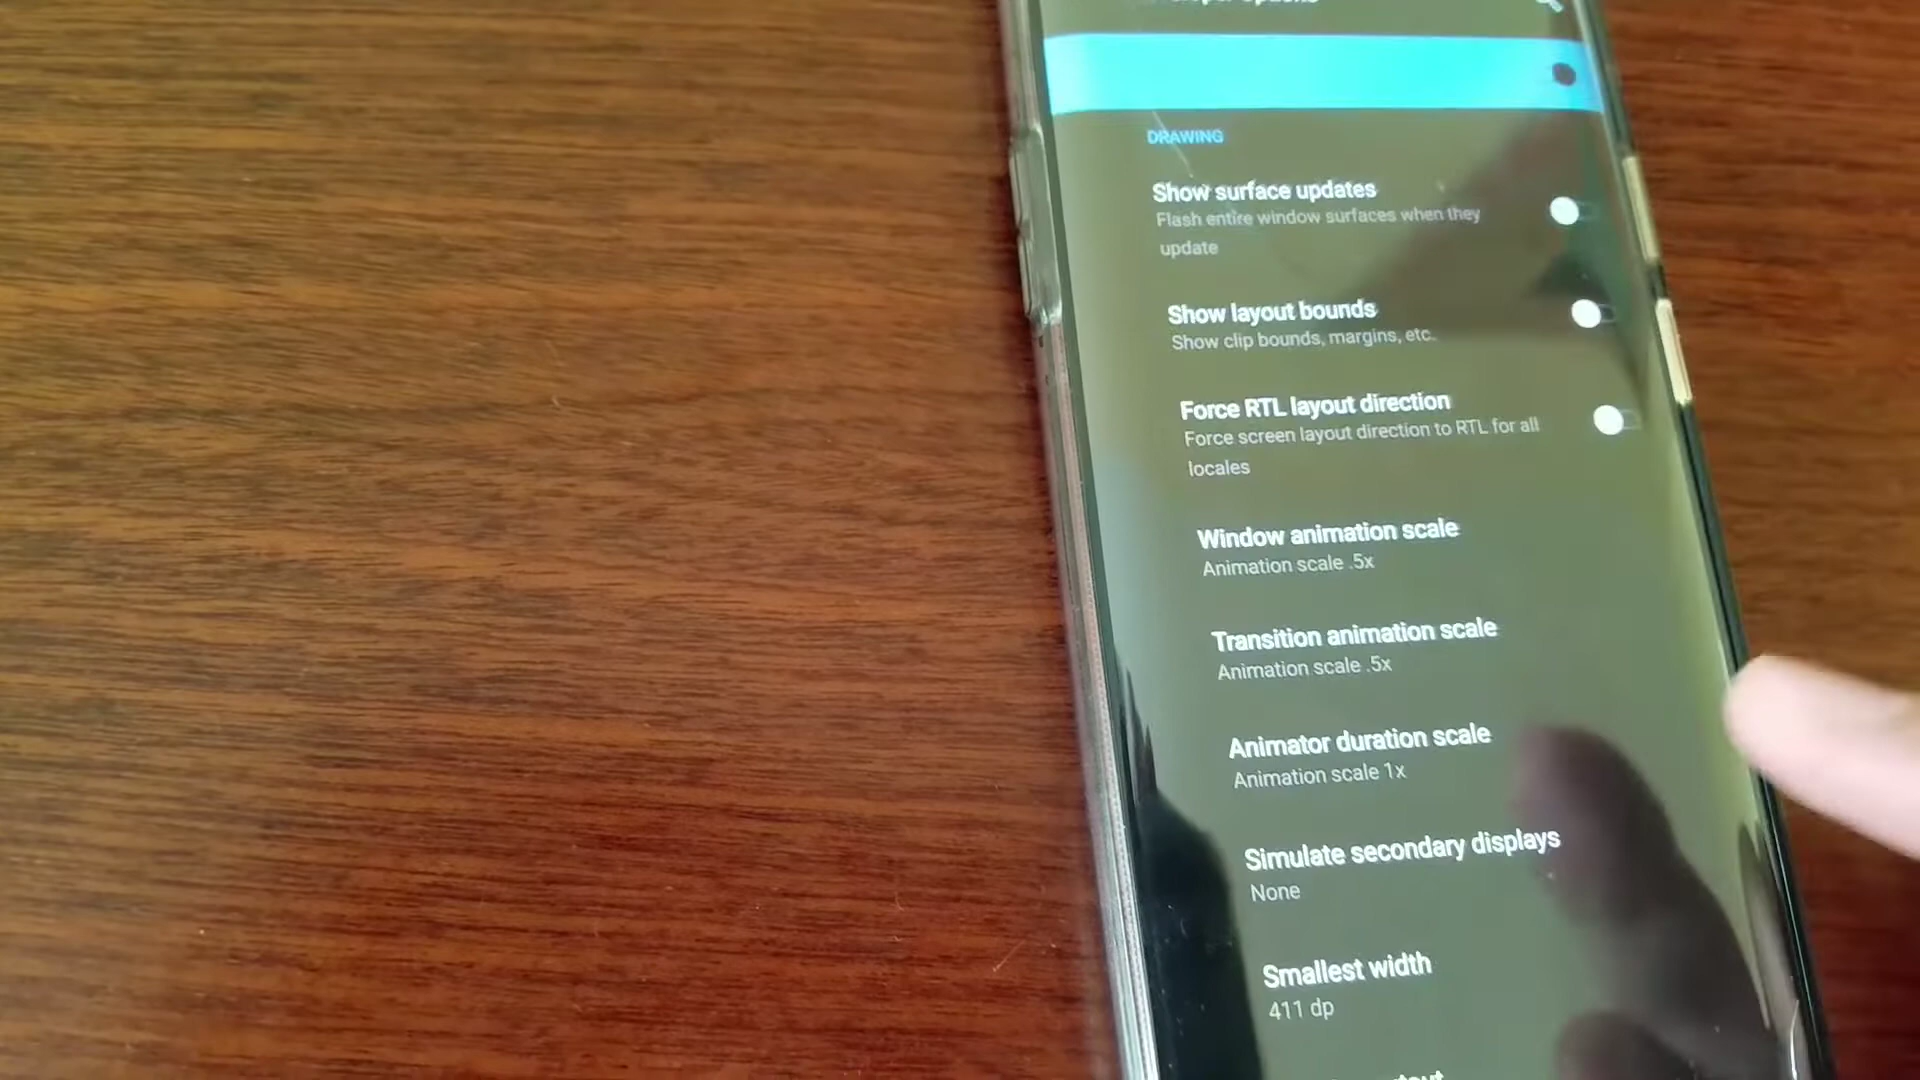 DRAWING
Show surface updates
Flash entire window surfaces when they
update
Show layout bounds
Show clip bounds, margins, etc.
Force RTL layout direction
Force screen layout direction to RTL for all
locales
Window animation scale
Animation scale .5x
Transition animation scale
Animation scale .5x
Animator duration scale
Animation scale 1x
Simulate secondary displays
None
Smallest width
411 dp